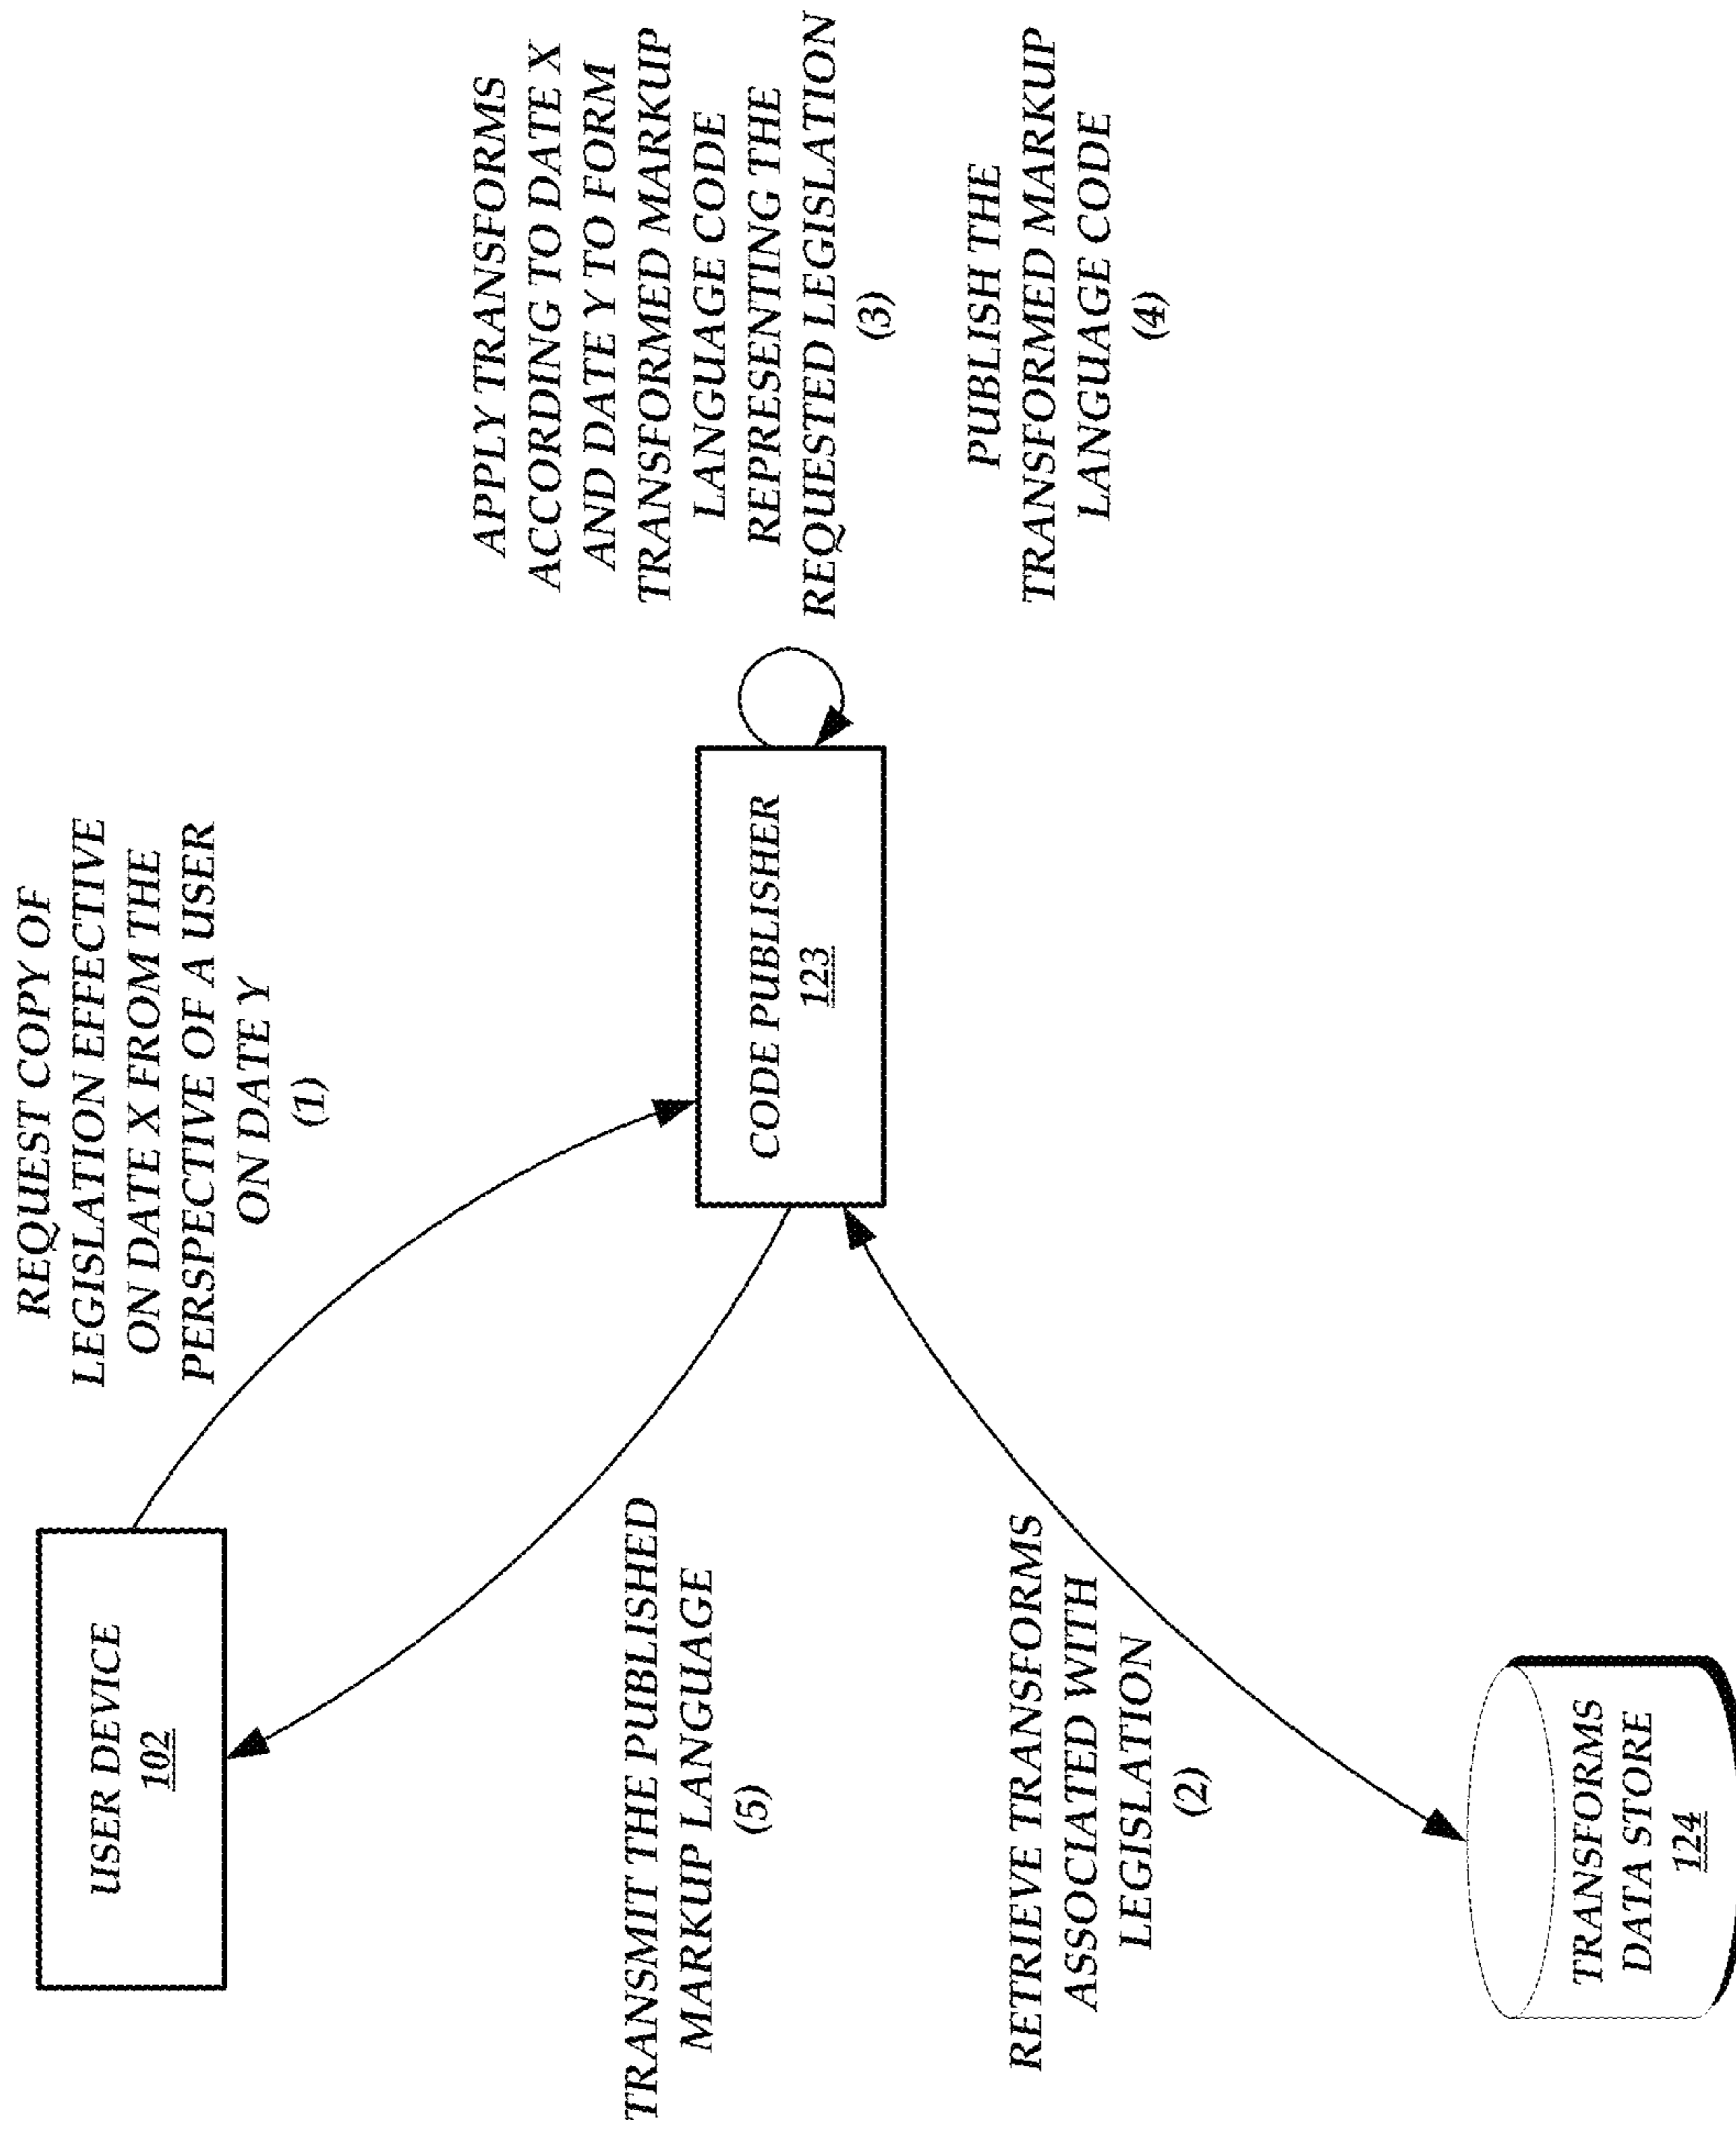 REQUEST COPY OF
LEGISLATION EFFECTIVE
ON DATE X FROM THE
PERSPECTIVE OF A USER
ON DATE Y
(1)
USER DEVICE
102
TRANSMIT THE PUBLISHED
MARKUP LANGUAGE
(5)
CODE PUBLISHER
123
APPLY TRANSFORMS
ACCORDING TO DATE X
AND DATE Y TO FORM
TRANSFORMED MARKUP
LANGUAGE CODE
REPRESENTING THE
REQUESTED LEGISLATION
(3)
PUBLISH THE
TRANSFORMED MARKUP
LANGUAGE CODE
(4)
RETRIEVE TRANSFORMS
ASSOCIATED WITH
LEGISLATION
(2)
TRANSFORMS
DATA STORE
124